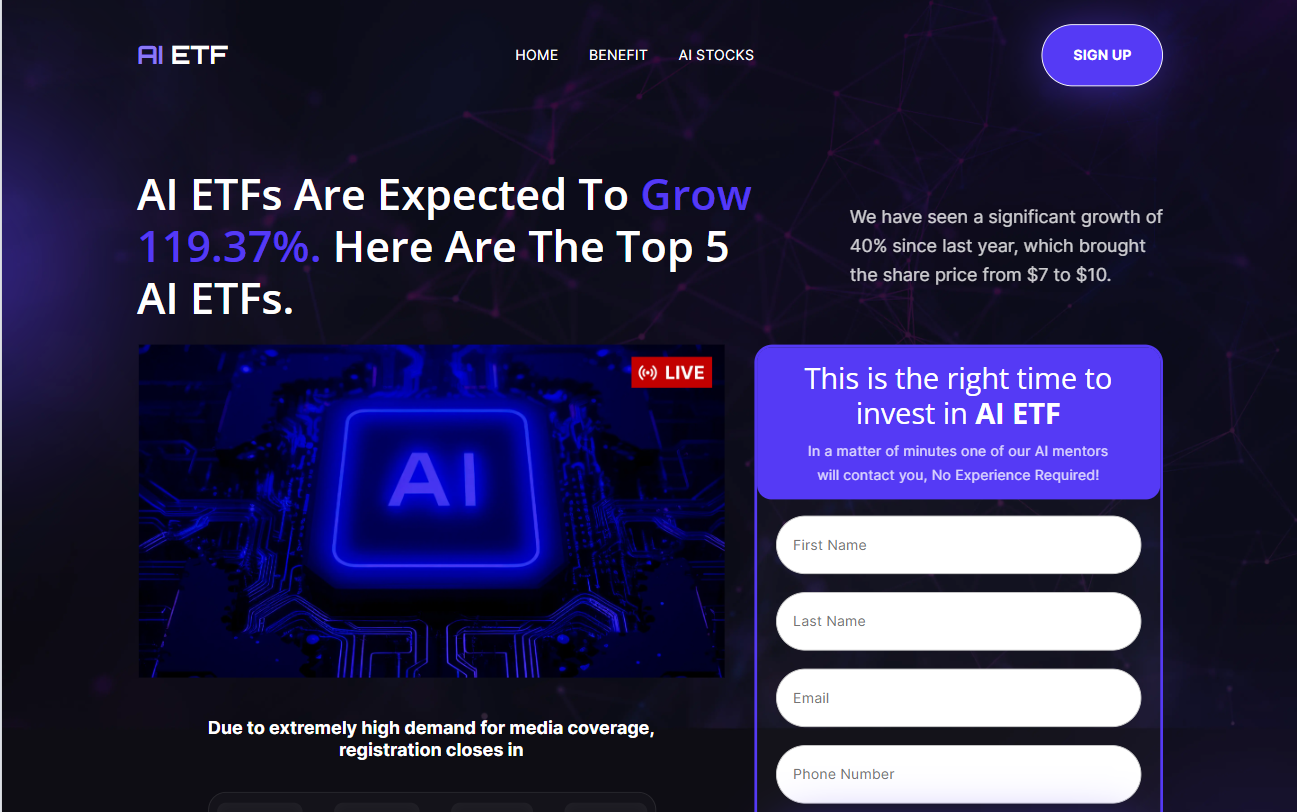 AI ETF
HOME
BENEFIT
AI STOCKS
SIGN UP
AI ETFs Are Expected To Grow
119.37%. Here Are The Top 5
AI ETFs.
We have seen a significant growth of
40% since last year, which brought
the share price from $7 to $10.
LIVE
AI
This is the right time to
invest in AI ETF
In a matter of minutes one of our AI mentors
will contact you, No Experience Required!
First Name
Last Name
Email
Phone Number
Due to extremely high demand for media coverage,
registration closes in